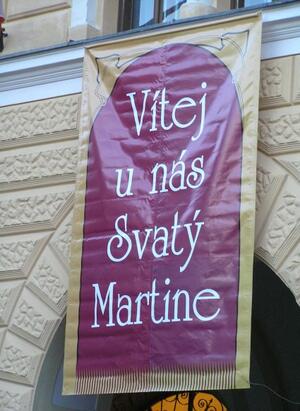 Vítej
u nás
Svatý
Martine